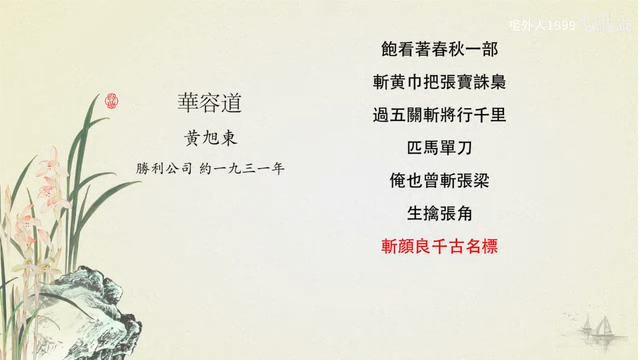 華容道
黃旭東
勝利公司 約一九三一年
飽看著春秋一部
斬黃巾把張寶誅梟
過五關斬將行千里
匹馬單刀
俺也曾斬張梁
生擒張角
斬顔良千古名標
宅外人1999